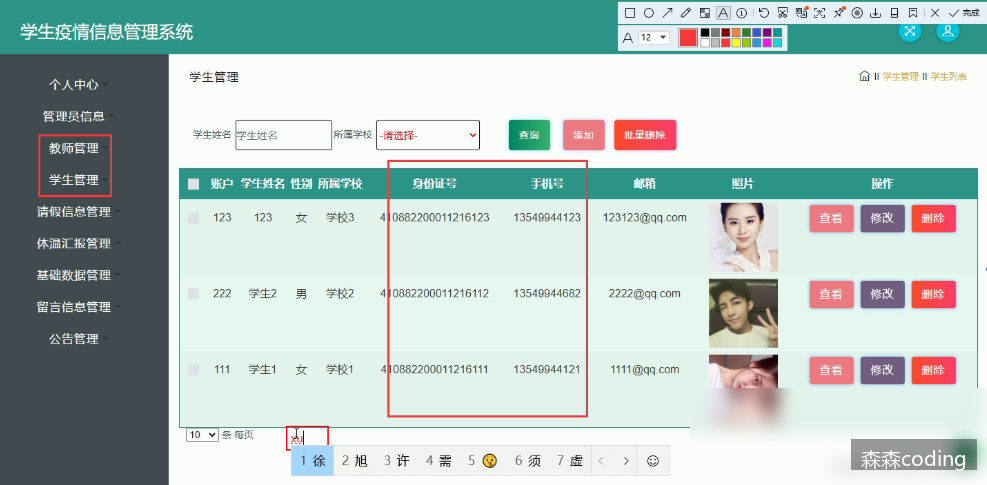 完成
A 12
学生疫情信息管理系统
个人中心
管理员信息
教师管理
学生管理
请假信息管理
体温汇报管理
基础数据管理
留言信息管理
公告管理
学生管理
学生管理 学生列表
学生姓名 学生姓名 所属学校 -请选择- 查询 添加 批量删除
账户 学生姓名 性别 所属学校 身份证号 手机号 邮箱 照片 操作
123 123 女 学校3 410882200011216123 13549944123 123123@qq.com 查看 修改 删除
222 学生2 男 学校2 410882200011216112 13549944682 2222@qq.com 查看 修改 删除
111 学生1 女 学校1 410882200011216111 13549944121 1111@qq.com 查看 修改 删除
10 条 每页
xu
1 徐 2 旭 3 许 4 需 5 😗 6 须 7 虚
森森coding